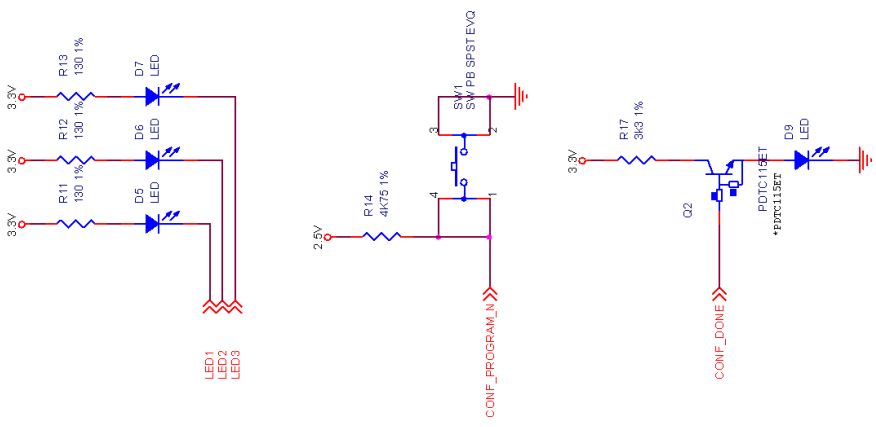 3.3V
R13
130 1%
D7
LED
3.3V
R12
130 1%
D6
LED
3.3V
R11
130 1%
D5
LED
LED1
LED2
LED3
SW1
SW PB SPST EVQ
3
2
4
1
2.5V
R14
4K75 1%
CONF_PROGRAM_N
3.3V
R17
3k3 1%
Q2
PDTC115ET
*PDTC115ET
D9
LED
CONF_DONE